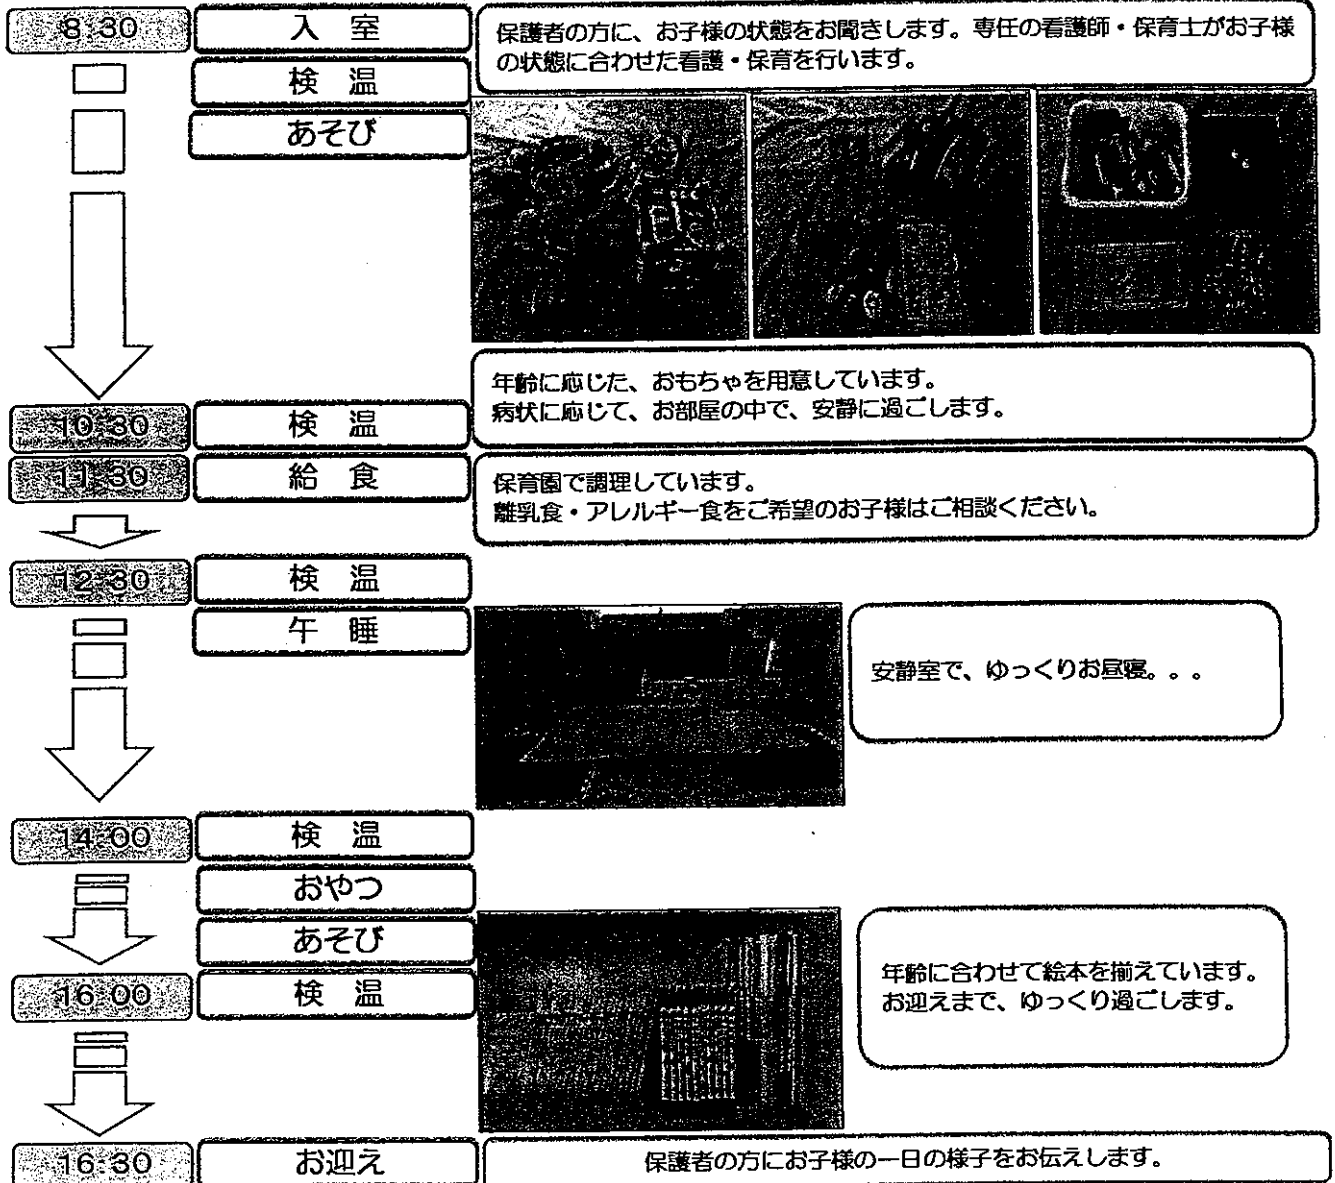 8:30
入室
保護者の方に、お子様の状態をお聞きします。専任の看護師・保育士がお子様
の状態に合わせた看護・保育を行います。
検温
あそび
年齢に応じた、おもちゃを用意しています。
病状に応じて、お部屋の中で、安静に過ごします。
10:30
検温
11:30
給食
保育園で調理しています。
離乳食・アレルギー食をご希望のお子様はご相談ください。
12:30
検温
午睡
安静室で、ゆっくりお昼寝。。。
14:00
検温
おやつ
あそび
年齢に合わせて絵本を揃えています。
お迎えまで、ゆっくり過ごします。
16:00
検温
16:30
お迎え
保護者の方にお子様の一日の様子をお伝えします。